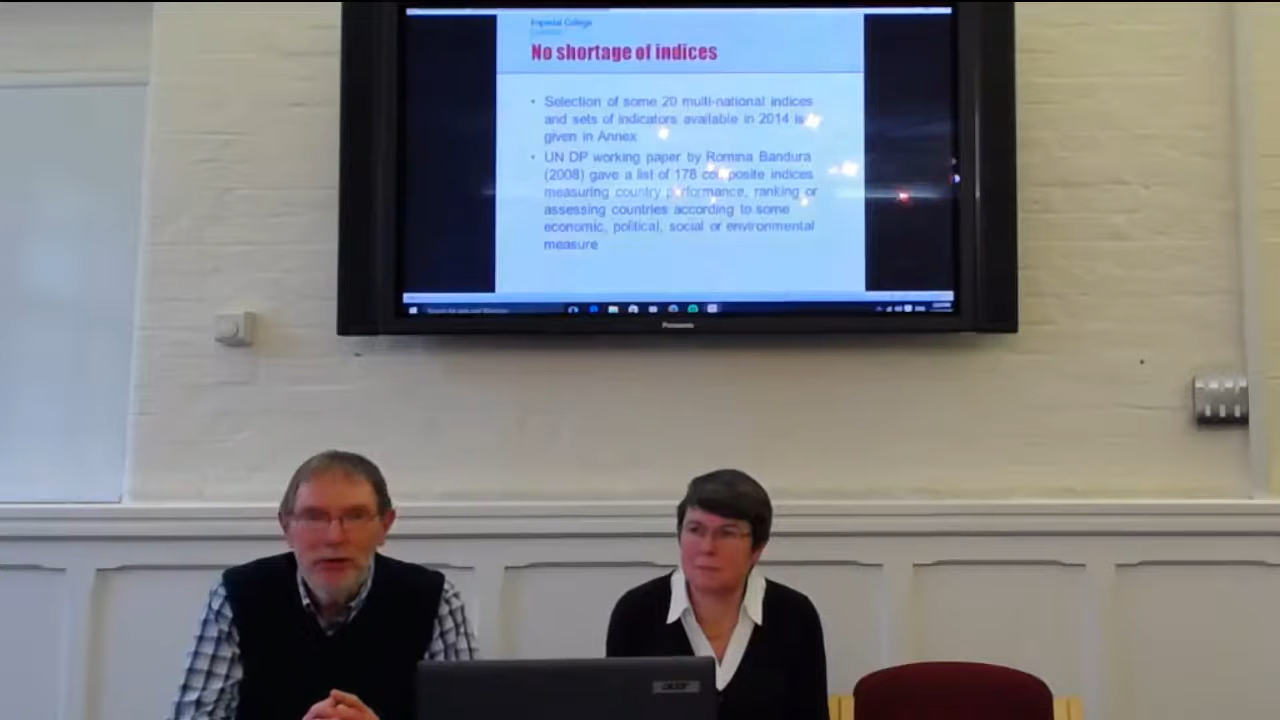 Imperial College
London
No shortage of indices
• Selection of some 20 multi-national indices
and sets of indicators available in 2014 is
given in Annex
• UN DP working paper by Romina Bandura
(2008) gave a list of 178 composite indices
measuring country performance, ranking or
assessing countries according to some
economic, political, social or environmental
measure
Panasonic
acer